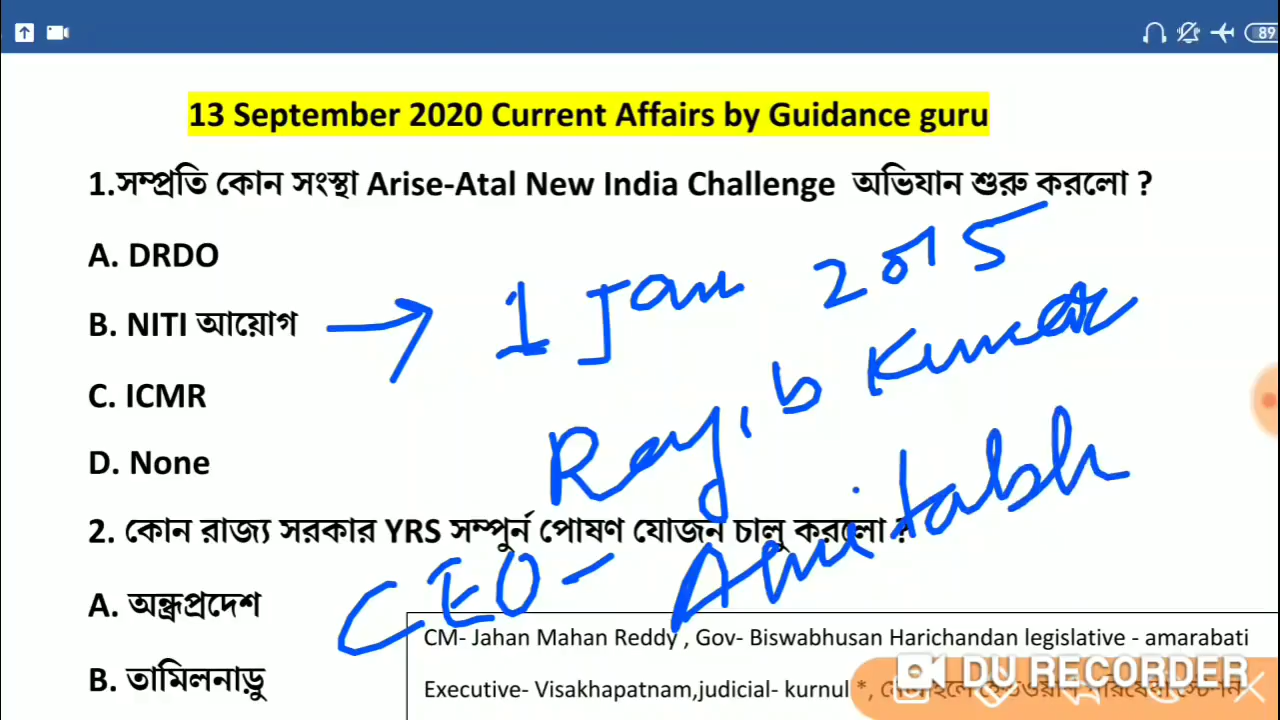 89
13 September 2020 Current Affairs by Guidance guru
1.সম্প্রতি কোন সংস্থা Arise-Atal New India Challenge অভিযান শুরু করলো ?
A. DRDO
B. NITI আয়োগ
1 Jan 2015
C. ICMR
Rajib Kumar
D. None
2. কোন রাজ্য সরকার YRS সম্পুর্ন পোষণ যোজন চালু করলো ?
CEO - Amitabh
A. অন্ধ্রপ্রদেশ
CM- Jahan Mahan Reddy , Gov- Biswabhusan Harichandan legislative - amarabati
B. তামিলনাড়ু
Executive- Visakhapatnam,judicial- kurnul *,
DU RECORDER